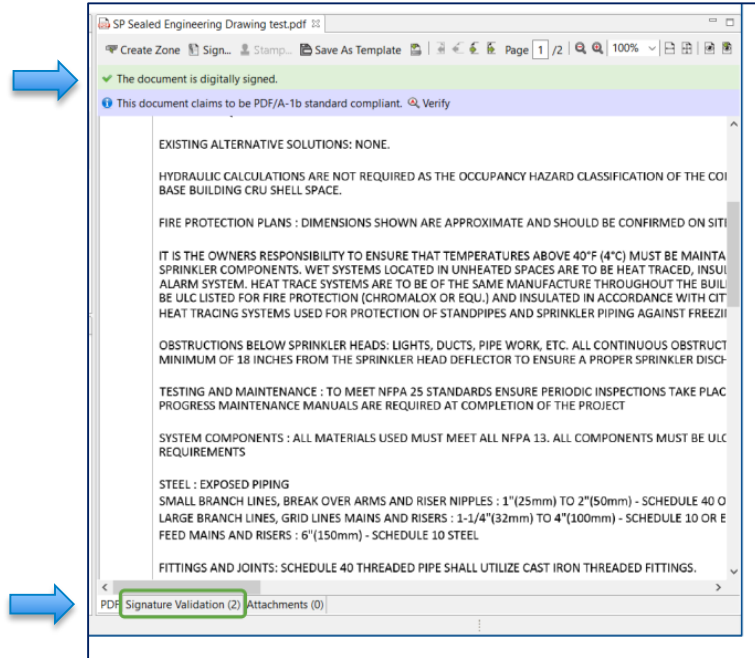 SP Sealed Engineering Drawing test.pdf
Create Zone Sign... Stamp... Save As Template Page 1 /2 100%
The document is digitally signed.
This document claims to be PDF/A-1b standard compliant. Verify
EXISTING ALTERNATIVE SOLUTIONS: NONE.
HYDRAULIC CALCULATIONS ARE NOT REQUIRED AS THE OCCUPANCY HAZARD CLASSIFICATION OF THE
BASE BUILDING CRU SHELL SPACE.
FIRE PROTECTION PLANS : DIMENSIONS SHOWN ARE APPROXIMATE AND SHOULD BE CONFIRMED ON
IT IS THE OWNERS RESPONSIBILITY TO ENSURE THAT TEMPERATURES ABOVE 40°F (4°C) MUST BE
SPRINKLER COMPONENTS. WET SYSTEMS LOCATED IN UNHEATED SPACES ARE TO BE HEAT TRACED,
ALARM SYSTEM. HEAT TRACE SYSTEMS ARE TO BE OF THE SAME MANUFACTURE THROUGHOUT THE
BE ULC LISTED FOR FIRE PROTECTION (CHROMALOX OR EQU.) AND INSULATED IN ACCORDANCE WITH
HEAT TRACING SYSTEMS USED FOR PROTECTION OF STANDPIPES AND SPRINKLER PIPING AGAINST
OBSTRUCTIONS BELOW SPRINKLER HEADS: LIGHTS, DUCTS, PIPE WORK, ETC. ALL CONTINUOUS
MINIMUM OF 18 INCHES FROM THE SPRINKLER HEAD DEFLECTOR TO ENSURE A PROPER SPRINKLER
TESTING AND MAINTENANCE : TO MEET NFPA 25 STANDARDS ENSURE PERIODIC INSPECTIONS TAKE
PROGRESS MAINTENANCE MANUALS ARE REQUIRED AT COMPLETION OF THE PROJECT
SYSTEM COMPONENTS : ALL MATERIALS USED MUST MEET ALL NFPA 13. ALL COMPONENTS MUST BE
REQUIREMENTS
STEEL : EXPOSED PIPING
SMALL BRANCH LINES, BREAK OVER ARMS AND RISER NIPPLES : 1"(25mm) TO 2"(50mm) - SCHEDULE 40
LARGE BRANCH LINES, GRID LINES MAINS AND RISERS : 1-1/4"(32mm) TO 4"(100mm) - SCHEDULE 10 OR
FEED MAINS AND RISERS : 6"(150mm) - SCHEDULE 10 STEEL
FITTINGS AND JOINTS: SCHEDULE 40 THREADED PIPE SHALL UTILIZE CAST IRON THREADED FITTINGS.
PDF Signature Validation (2) Attachments (0)